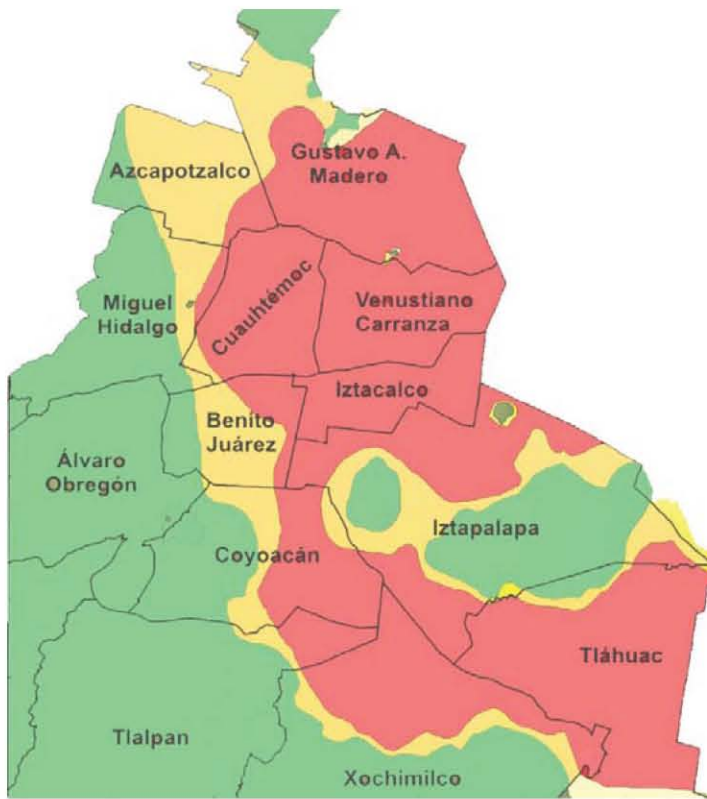 Gustavo A.
Madero
Azcapotzalco
Miguel
Hidalgo
Cuauhtémoc
Venustiano
Carranza
Iztacalco
Benito
Juárez
Álvaro
Obregón
Iztapalapa
Coyoacán
Tláhuac
Tlalpan
Xochimilco